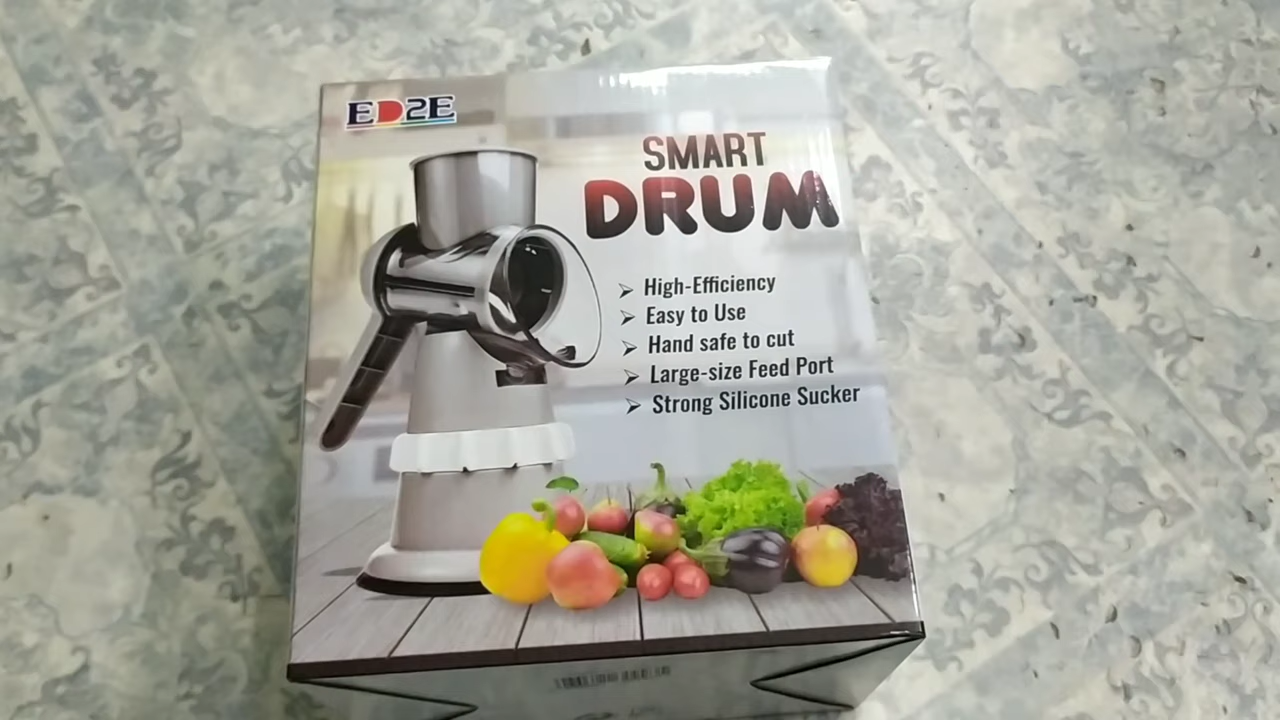 ED2E
SMART
DRUM
➢ High-Efficiency
➢ Easy to Use
➢ Hand safe to cut
➢ Large-size Feed Port
➢ Strong Silicone Sucker